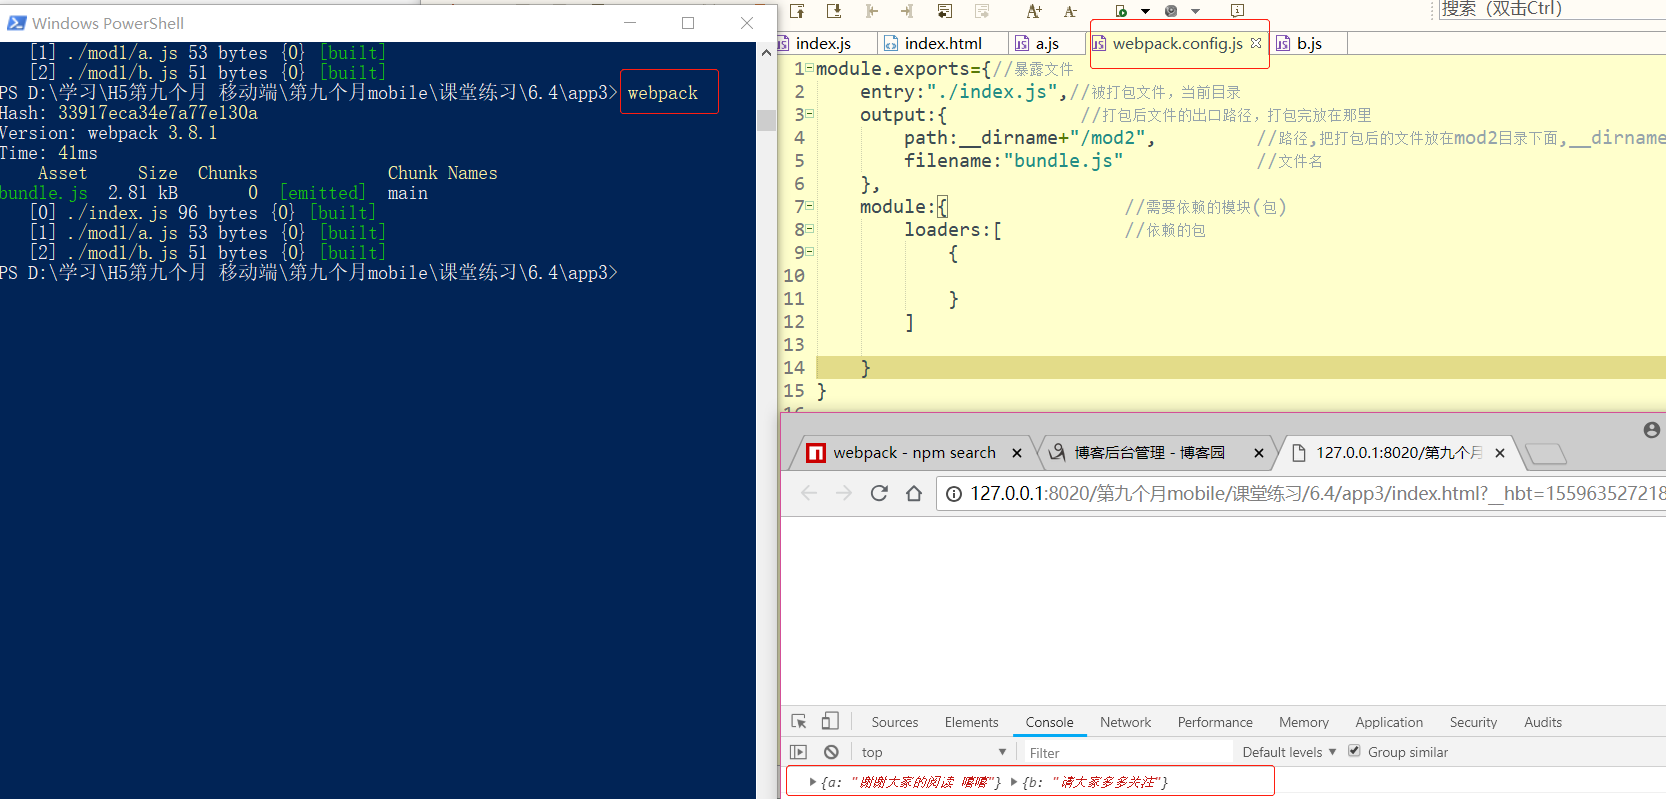 Windows PowerShell
[1] ./mod1/a.js 53 bytes {0} [built]
[2] ./mod1/b.js 51 bytes {0} [built]
PS D:\学习\H5第九个月 移动端\第九个月mobile\课堂练习\6.4\app3> webpack
Hash: 33917eca34e7a77e130a
Version: webpack 3.8.1
Time: 41ms
Asset Size Chunks Chunk Names
bundle.js 2.81 kB 0 [emitted] main
[0] ./index.js 96 bytes {0} [built]
[1] ./mod1/a.js 53 bytes {0} [built]
[2] ./mod1/b.js 51 bytes {0} [built]
PS D:\学习\H5第九个月 移动端\第九个月mobile\课堂练习\6.4\app3>
搜索（双击Ctrl）
index.js index.html a.js webpack.config.js b.js
1 module.exports={//暴露文件
2 entry:"./index.js",//被打包文件，当前目录
3 output:{ //打包后文件的出口路径，打包完放在那里
4 path:__dirname+"/mod2", //路径,把打包后的文件放在mod2目录下面,__dirname
5 filename:"bundle.js" //文件名
6 },
7 module:{ //需要依赖的模块(包)
8 loaders:[ //依赖的包
9 {
10
11 }
12 ]
13
14 }
15 }
webpack - npm search 博客后台管理 - 博客园 127.0.0.1:8020/第九个月
127.0.0.1:8020/第九个月mobile/课堂练习/6.4/app3/index.html?__hbt=155963527218
Sources Elements Console Network Performance Memory Application Security Audits
top Filter Default levels Group similar
{a: "谢谢大家的阅读 嘻嘻"} {b: "请大家多多关注"}